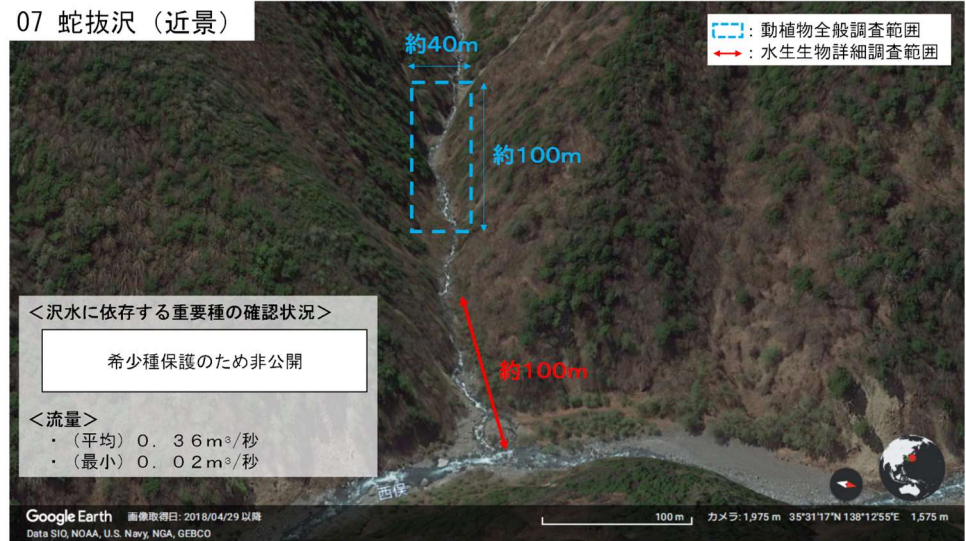 07 蛇抜沢（近景）
：動植物全般調査範囲
：水生生物詳細調査範囲
約40m
約100m
約100m
＜沢水に依存する重要種の確認状況＞
希少種保護のため非公開
＜流量＞
・（平均）０．３６m³/秒
・（最小）０．０２m³/秒
西俣
Google Earth 画像取得日: 2018/04/29 以降
Data SIO, NOAA, U.S. Navy, NGA, GEBCO
100 m
カメラ: 1,975 m 35°31'17"N 138°12'55"E 1,575 m